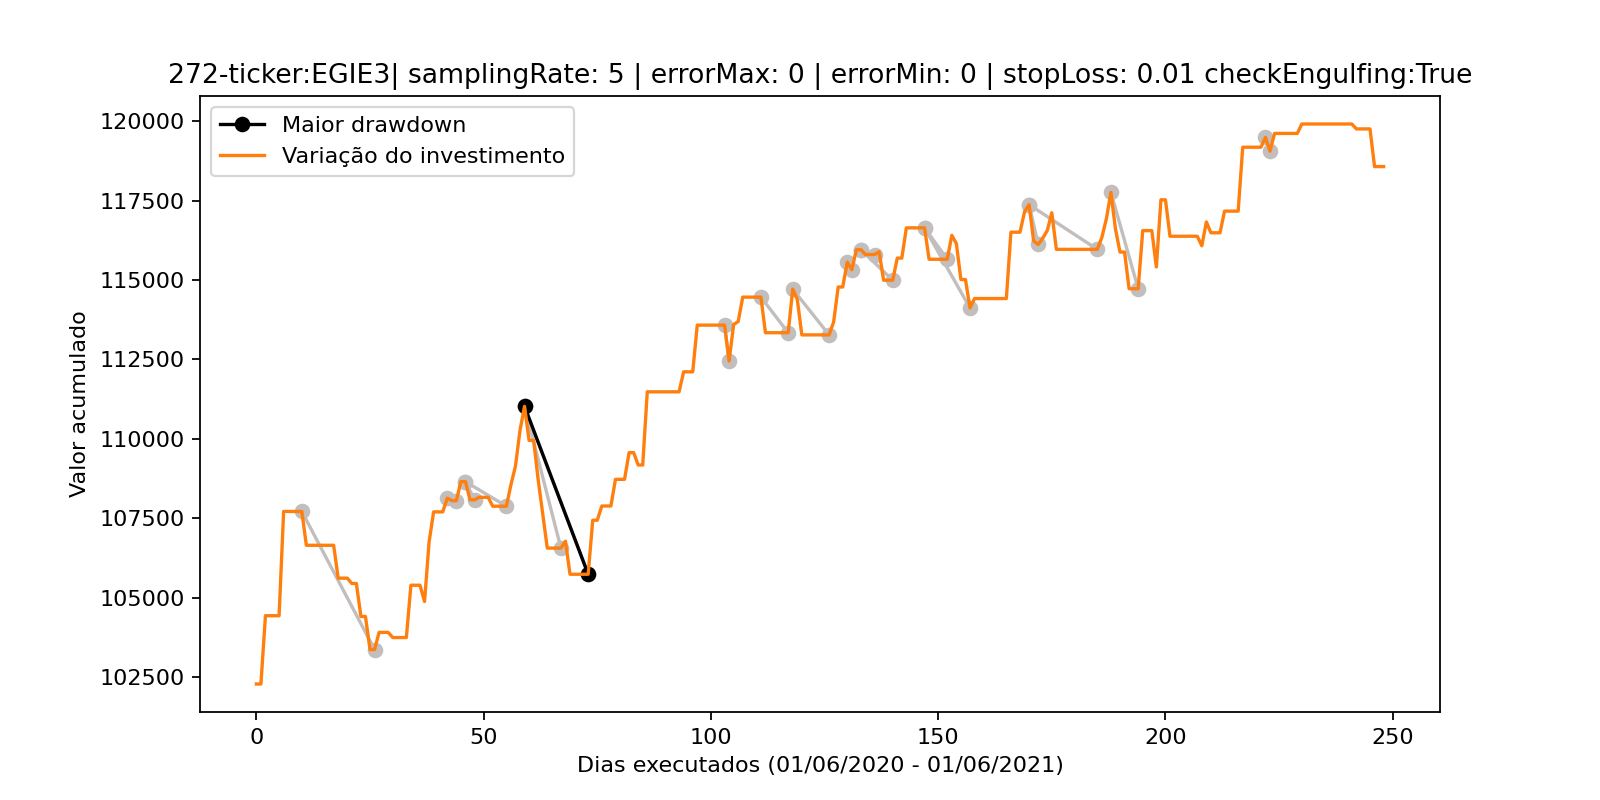 272-ticker:EGIE3| samplingRate: 5 | errorMax: 0 | errorMin: 0 | stopLoss: 0.01 checkEngulfing:True
Maior drawdown
Variação do investimento
Valor acumulado
120000
117500
115000
112500
110000
107500
105000
102500
0 50 100 150 200 250
Dias executados (01/06/2020 - 01/06/2021)